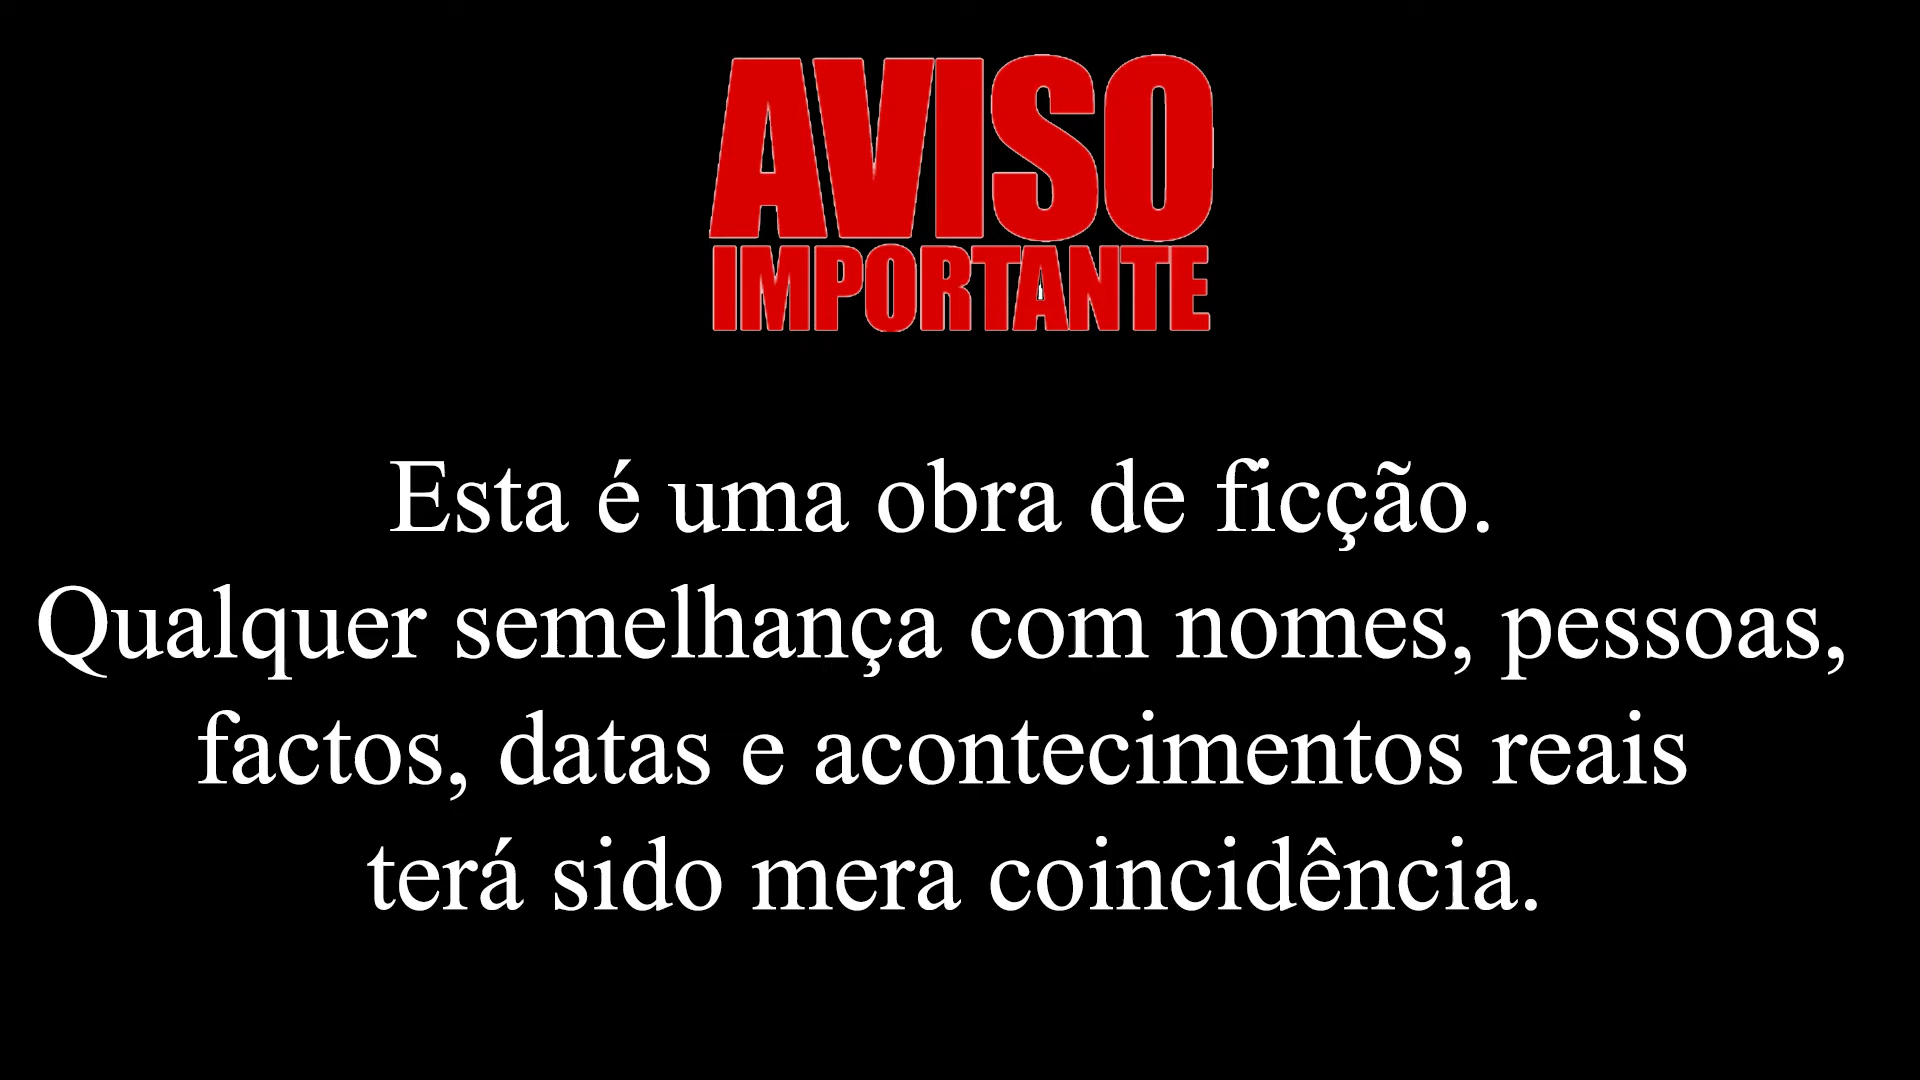 AVISO
IMPORTANTE
Esta é uma obra de ficção.
Qualquer semelhança com nomes, pessoas,
factos, datas e acontecimentos reais
terá sido mera coincidência.